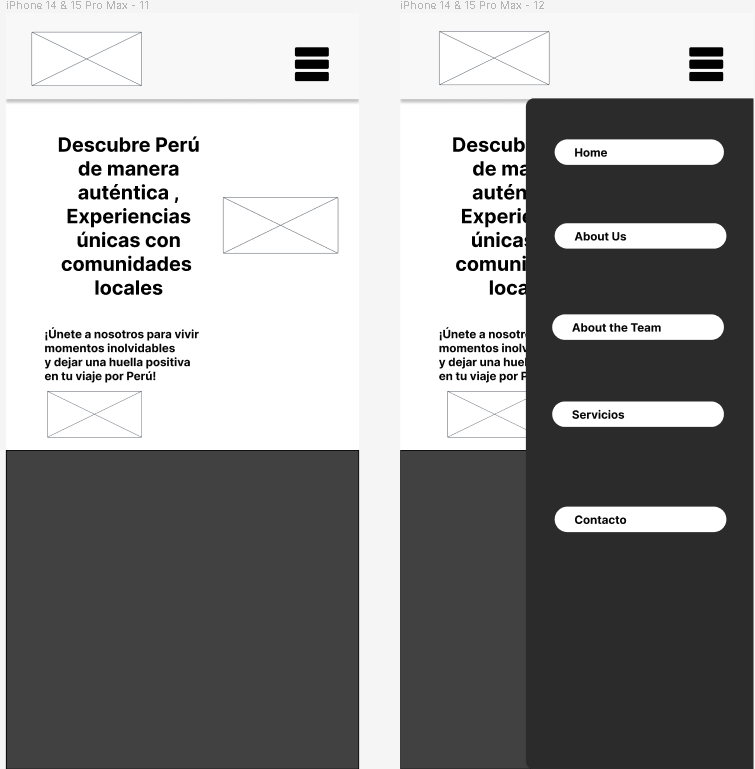 iPhone 14 & 15 Pro Max - 11
Descubre Perú
de manera
auténtica ,
Experiencias
únicas con
comunidades
locales
¡Únete a nosotros para vivir
momentos inolvidables
y dejar una huella positiva
en tu viaje por Perú!
iPhone 14 & 15 Pro Max - 12
Descub
de ma
autén
Experie
únicas
comuni
loca
¡Únete a nosotr
momentos inolv
y dejar una huel
en tu viaje por P
Home
About Us
About the Team
Servicios
Contacto